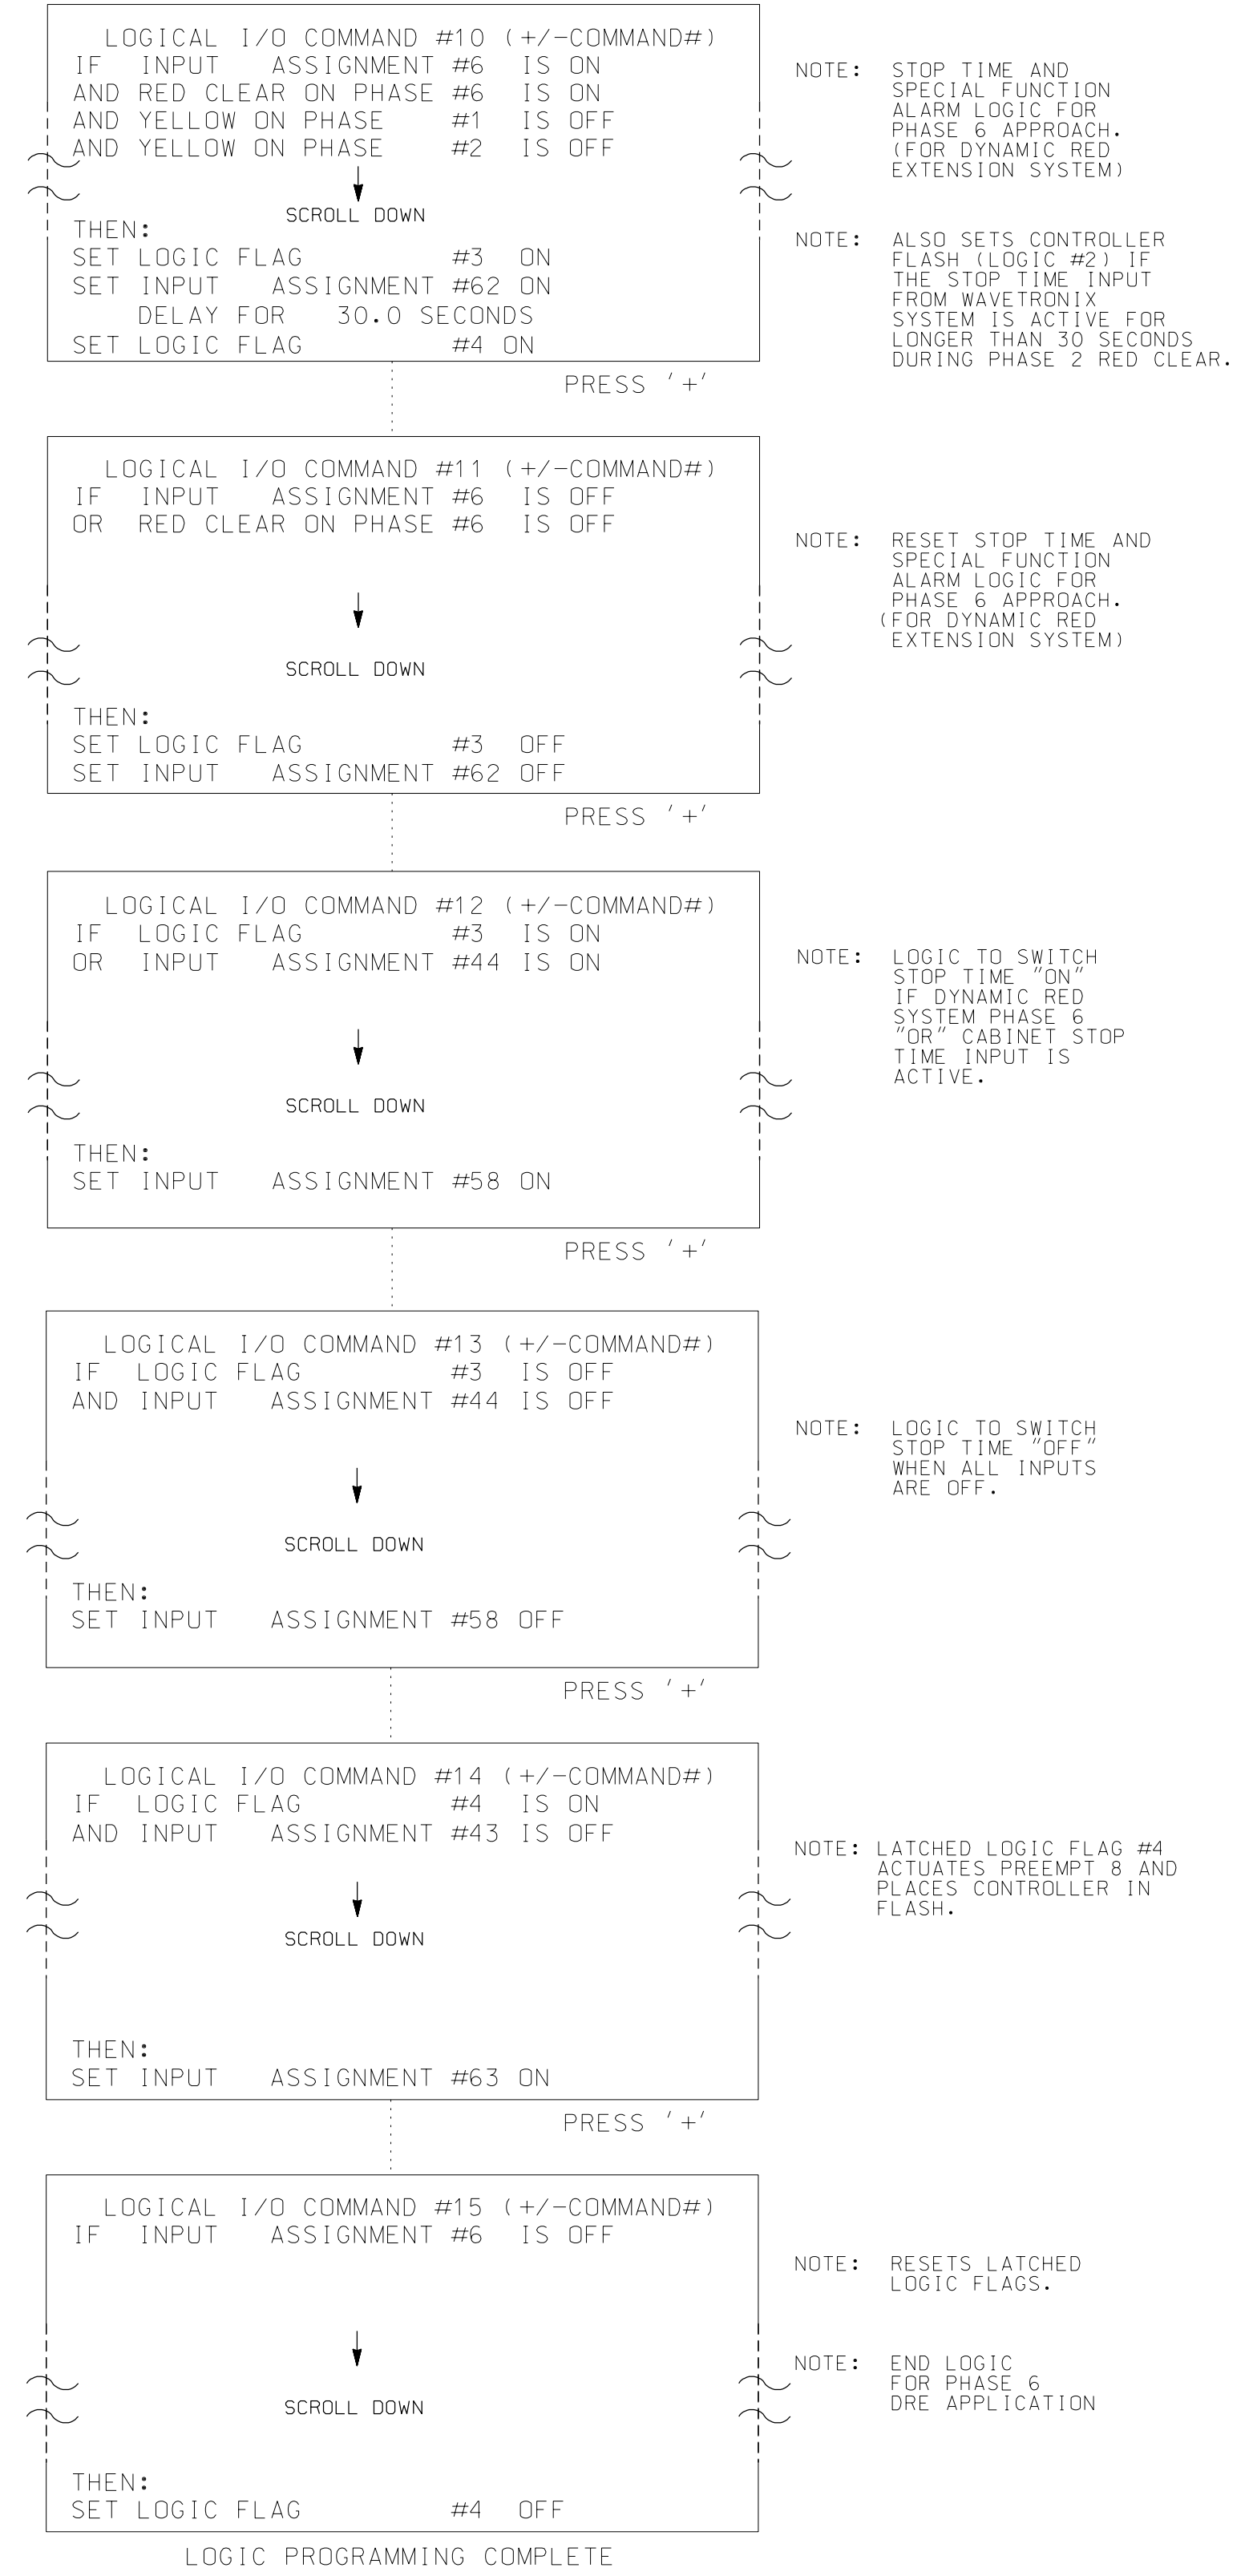 LOGICAL I/O COMMAND #10 (+/-COMMAND#)
IF INPUT ASSIGNMENT #6 IS ON
AND RED CLEAR ON PHASE #6 IS ON
AND YELLOW ON PHASE #1 IS OFF
AND YELLOW ON PHASE #2 IS OFF
SCROLL DOWN
THEN:
SET LOGIC FLAG #3 ON
SET INPUT ASSIGNMENT #62 ON
DELAY FOR 30.0 SECONDS
SET LOGIC FLAG #4 ON
NOTE: STOP TIME AND
SPECIAL FUNCTION
ALARM LOGIC FOR
PHASE 6 APPROACH.
(FOR DYNAMIC RED
EXTENSION SYSTEM)
NOTE: ALSO SETS CONTROLLER
FLASH (LOGIC #2) IF
THE STOP TIME INPUT
FROM WAVETRONIX
SYSTEM IS ACTIVE FOR
LONGER THAN 30 SECONDS
DURING PHASE 2 RED CLEAR.
PRESS '+'
LOGICAL I/O COMMAND #11 (+/-COMMAND#)
IF INPUT ASSIGNMENT #6 IS OFF
OR RED CLEAR ON PHASE #6 IS OFF
SCROLL DOWN
THEN:
SET LOGIC FLAG #3 OFF
SET INPUT ASSIGNMENT #62 OFF
NOTE: RESET STOP TIME AND
SPECIAL FUNCTION
ALARM LOGIC FOR
PHASE 6 APPROACH.
(FOR DYNAMIC RED
EXTENSION SYSTEM)
PRESS '+'
LOGICAL I/O COMMAND #12 (+/-COMMAND#)
IF LOGIC FLAG #3 IS ON
OR INPUT ASSIGNMENT #44 IS ON
SCROLL DOWN
THEN:
SET INPUT ASSIGNMENT #58 ON
NOTE: LOGIC TO SWITCH
STOP TIME "ON"
IF DYNAMIC RED
SYSTEM PHASE 6
"OR" CABINET STOP
TIME INPUT IS
ACTIVE.
PRESS '+'
LOGICAL I/O COMMAND #13 (+/-COMMAND#)
IF LOGIC FLAG #3 IS OFF
AND INPUT ASSIGNMENT #44 IS OFF
SCROLL DOWN
THEN:
SET INPUT ASSIGNMENT #58 OFF
NOTE: LOGIC TO SWITCH
STOP TIME "OFF"
WHEN ALL INPUTS
ARE OFF.
PRESS '+'
LOGICAL I/O COMMAND #14 (+/-COMMAND#)
IF LOGIC FLAG #4 IS ON
AND INPUT ASSIGNMENT #43 IS OFF
SCROLL DOWN
THEN:
SET INPUT ASSIGNMENT #63 ON
NOTE: LATCHED LOGIC FLAG #4
ACTUATES PREEMPT 8 AND
PLACES CONTROLLER IN
FLASH.
PRESS '+'
LOGICAL I/O COMMAND #15 (+/-COMMAND#)
IF INPUT ASSIGNMENT #6 IS OFF
SCROLL DOWN
THEN:
SET LOGIC FLAG #4 OFF
NOTE: RESETS LATCHED
LOGIC FLAGS.
NOTE: END LOGIC
FOR PHASE 6
DRE APPLICATION
LOGIC PROGRAMMING COMPLETE